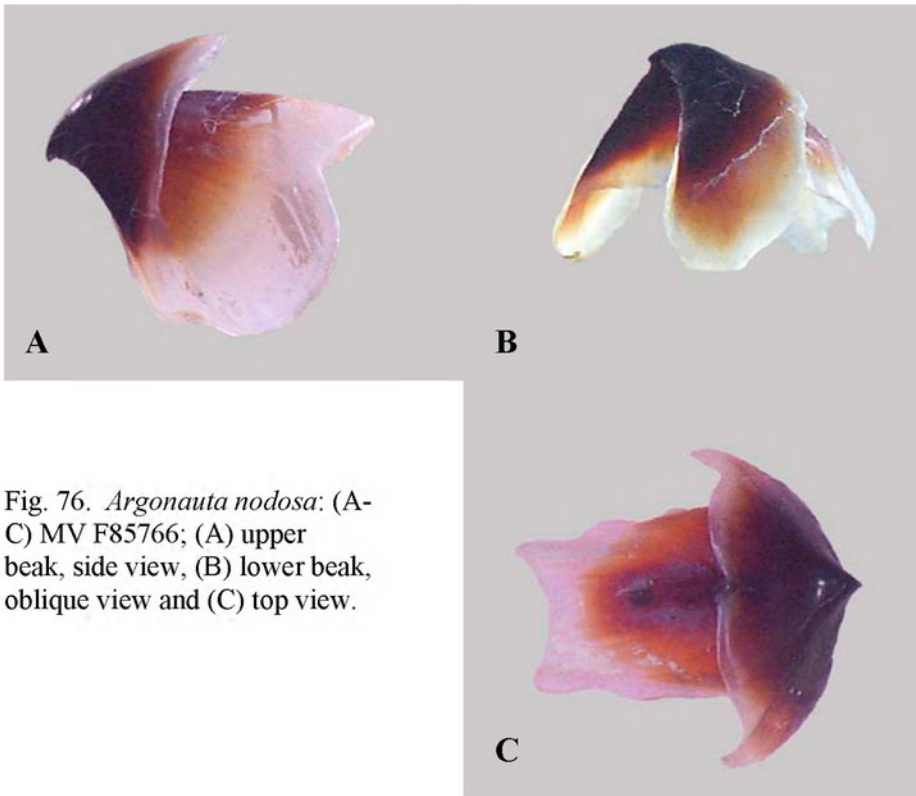 A
B
Fig. 76. Argonauta nodosa: (A-
C) MV F85766; (A) upper
beak, side view, (B) lower beak,
oblique view and (C) top view.
C